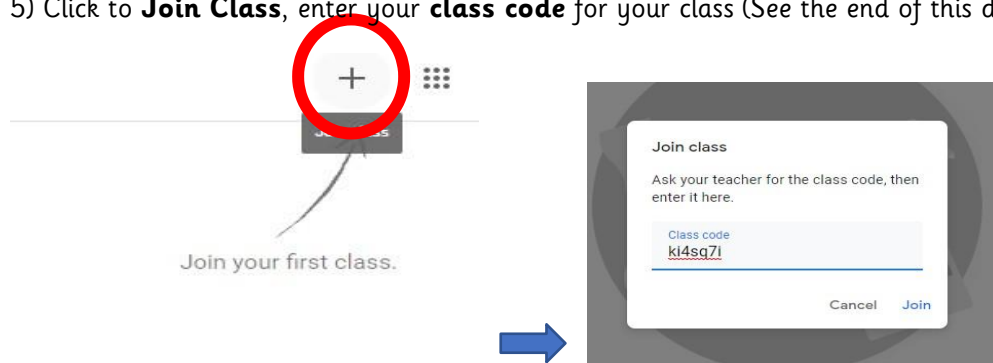 5) Click to Join Class, enter your class code for your class (See the end of this d
+
Join your first class.
Join class
Ask your teacher for the class code, then
enter it here.
Class code
ki4sq7i
Cancel Join